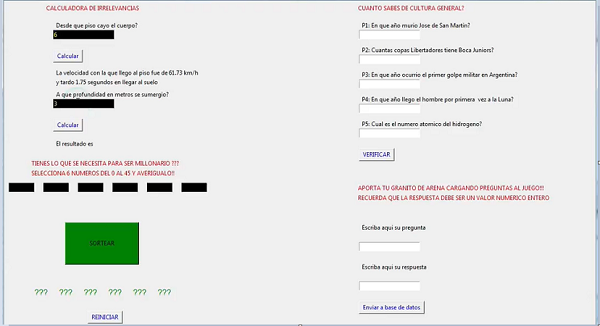 CALCULADORA DE IRRELEVANCIAS
Desde que piso cayo el cuerpo?
6
Calcular
La velocidad con la que llego al piso fue de 61.73 km/h
y tardo 1.75 segundos en llegar al suelo
A que profundidad en metros se sumergio?
3
Calcular
El resultado es
TIENES LO QUE SE NECESITA PARA SER MILLONARIO ???
SELECCIONA 6 NUMEROS DEL 0 AL 45 Y AVERIGUALO!!
SORTEAR
??? ??? ??? ??? ??? ???
REINICIAR
CUANTO SABES DE CULTURA GENERAL?
P1: En que año murio Jose de San Martín?
P2: Cuantas copas Libertadores tiene Boca Juniors?
P3: En que año ocurrio el primer golpe militar en Argentina?
P4: En que año llego el hombre por primera vez a la Luna?
P5: Cual es el numero atomico del hidrogeno?
VERIFICAR
APORTA TU GRANITO DE ARENA CARGANDO PREGUNTAS AL JUEGO!!!
RECUERDA QUE LA RESPUESTA DEBE SER UN VALOR NUMERICO ENTERO
Escriba aqui su pregunta
Escriba aqui su respuesta
Enviar a base de datos